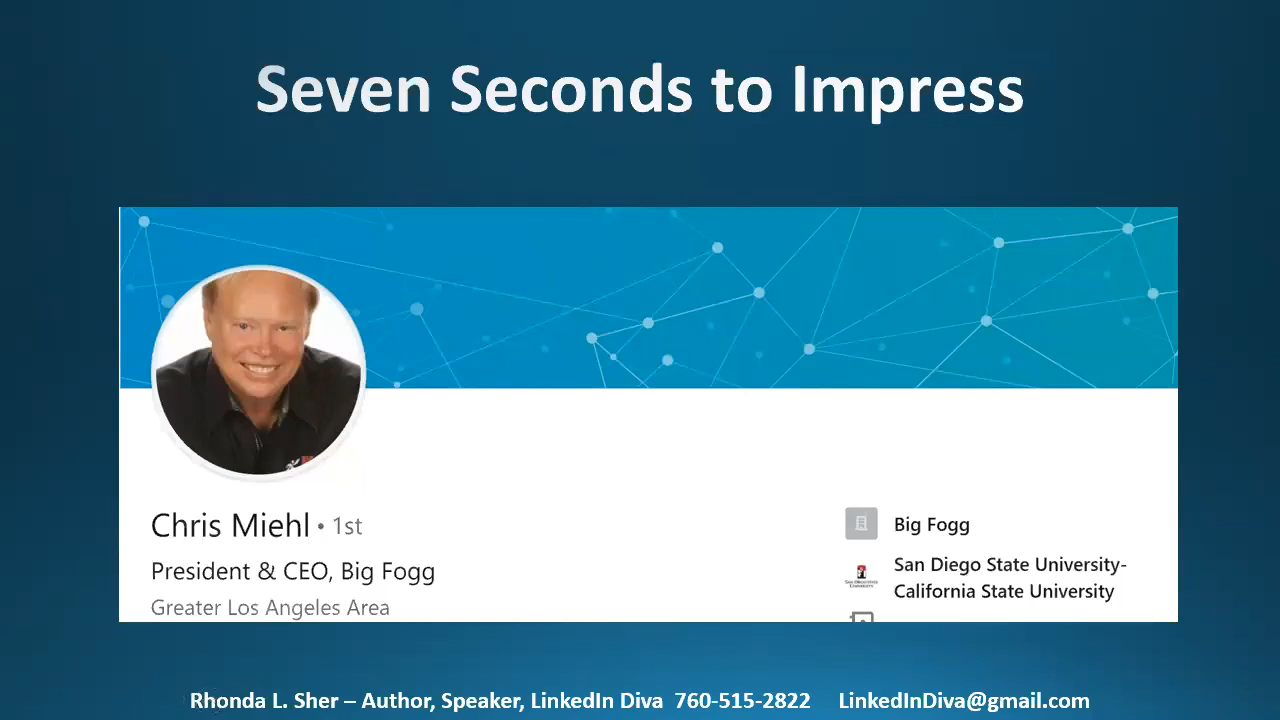 Seven Seconds to Impress
Chris Miehl • 1st
President & CEO, Big Fogg
Greater Los Angeles Area
Big Fogg
San Diego State University-
California State University
Rhonda L. Sher – Author, Speaker, LinkedIn Diva 760-515-2822 LinkedInDiva@gmail.com